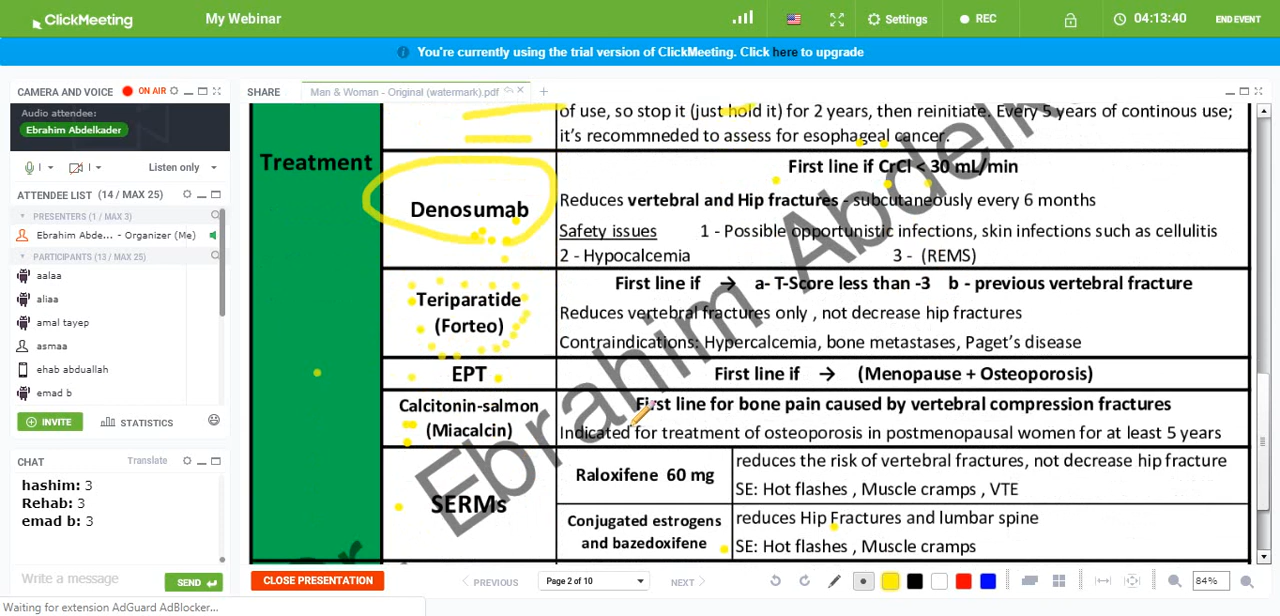 ClickMeeting My Webinar Settings REC 04:13:40 END EVENT
You're currently using the trial version of ClickMeeting. Click here to upgrade
CAMERA AND VOICE ON AIR
Audio attendee:
Ebrahim Abdelkader
Listen only
ATTENDEE LIST (14 / MAX 25)
PRESENTERS (1 / MAX 3)
Ebrahim Abde... - Organizer (Me)
PARTICIPANTS (13 / MAX 25)
aalaa
aliaa
amal tayep
asmaa
ehab abduallah
emad b
INVITE STATISTICS
CHAT Translate
hashim: 3
Rehab: 3
emad b: 3
Write a message SEND
Waiting for extension AdGuard AdBlocker...
SHARE Man & Woman - Original (watermark).pdf
of use, so stop it (just hold it) for 2 years, then reinitiate. Every 5 years of continous use;
it's recommneded to assess for esophageal cancer.
Treatment
Denosumab
First line if CrCl < 30 mL/min
Reduces vertebral and Hip fractures - subcutaneously every 6 months
Safety issues 1 - Possible opportunistic infections, skin infections such as cellulitis
2 - Hypocalcemia 3 - (REMS)
Teriparatide
(Forteo)
First line if → a- T-Score less than -3 b - previous vertebral fracture
Reduces vertebral fractures only , not decrease hip fractures
Contraindications: Hypercalcemia, bone metastases, Paget's disease
EPT First line if → (Menopause + Osteoporosis)
Calcitonin-salmon
(Miacalcin)
First line for bone pain caused by vertebral compression fractures
Indicated for treatment of osteoporosis in postmenopausal women for at least 5 years
SERMs
Raloxifene 60 mg
reduces the risk of vertebral fractures, not decrease hip fracture
SE: Hot flashes , Muscle cramps , VTE
Conjugated estrogens
and bazedoxifene
reduces Hip Fractures and lumbar spine
SE: Hot flashes , Muscle cramps
Ebrahim Abdelk
CLOSE PRESENTATION PREVIOUS Page 2 of 10 NEXT 84%